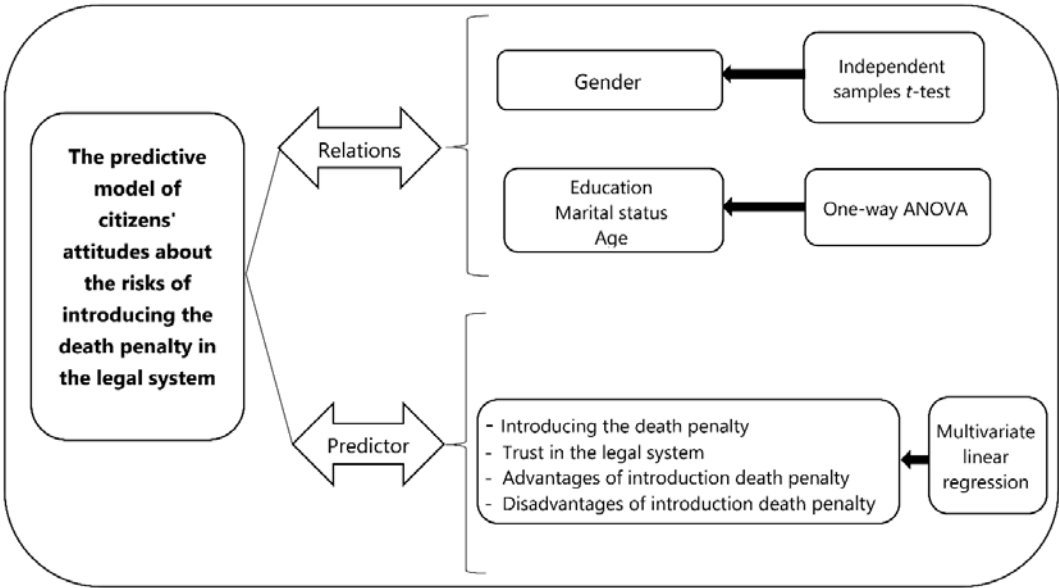 The predictive
model of
citizens'
attitudes about
the risks of
introducing the
death penalty in
the legal system
Relations
Gender
Independent
samples t-test
Education
Marital status
Age
One-way ANOVA
Predictor
- Introducing the death penalty
- Trust in the legal system
- Advantages of introduction death penalty
- Disadvantages of introduction death penalty
Multivariate
linear
regression